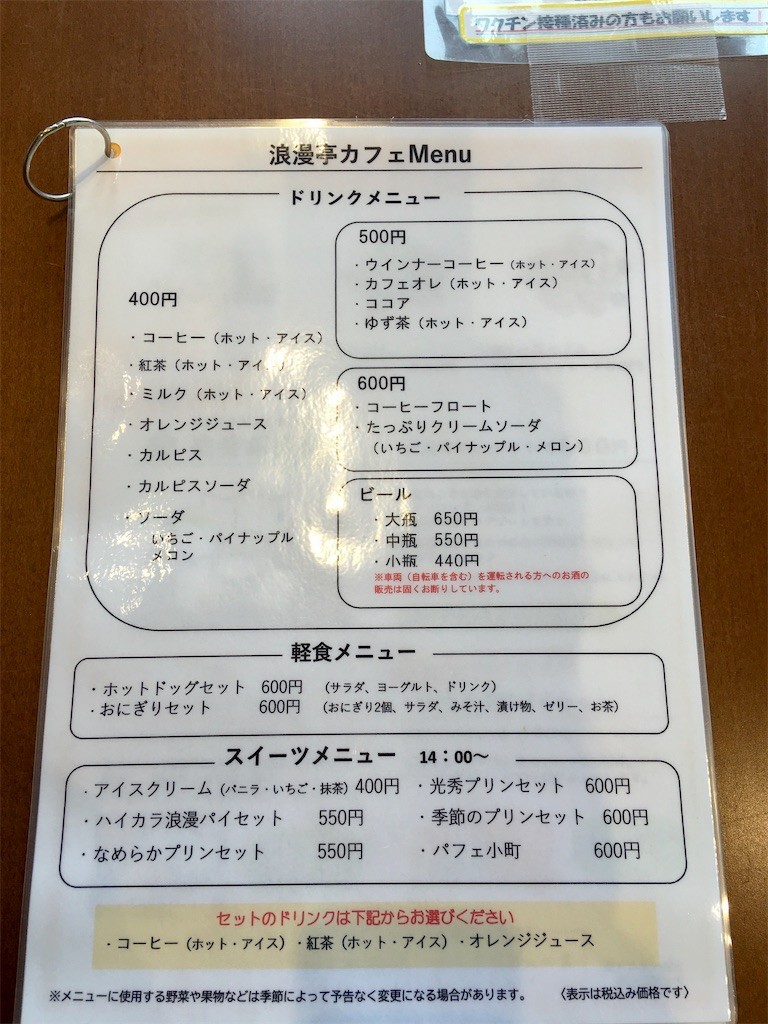 ワクチン接種済みの方もお願いします！
浪漫亭カフェMenu
ドリンクメニュー
400円
・コーヒー（ホット・アイス）
・紅茶（ホット・アイ　）
・ミルク（ホット・アイス）
・オレンジジュース
・カルピス
・カルピスソーダ
・ソーダ
いちご・パイナップル
メロン
500円
・ウインナーコーヒー（ホット・アイス）
・カフェオレ（ホット・アイス）
・ココア
・ゆず茶（ホット・アイス）
600円
・コーヒーフロート
・たっぷりクリームソーダ
（いちご・パイナップル・メロン）
ビール
・大瓶　650円
・中瓶　550円
・小瓶　440円
※車両（自転車を含む）を運転される方へのお酒の
販売は固くお断りしています。
軽食メニュー
・ホットドッグセット　600円　（サラダ、ヨーグルト、ドリンク）
・おにぎりセット　600円　（おにぎり2個、サラダ、みそ汁、漬け物、ゼリー、お茶）
スイーツメニュー　14：00～
・アイスクリーム（バニラ・いちご・抹茶）400円
・ハイカラ浪漫パイセット　550円
・なめらかプリンセット　550円
・光秀プリンセット　600円
・季節のプリンセット　600円
・パフェ小町　600円
セットのドリンクは下記からお選びください
・コーヒー（ホット・アイス）・紅茶（ホット・アイス）・オレンジジュース
※メニューに使用する野菜や果物などは季節によって予告なく変更になる場合があります。　〈表示は税込み価格です〉